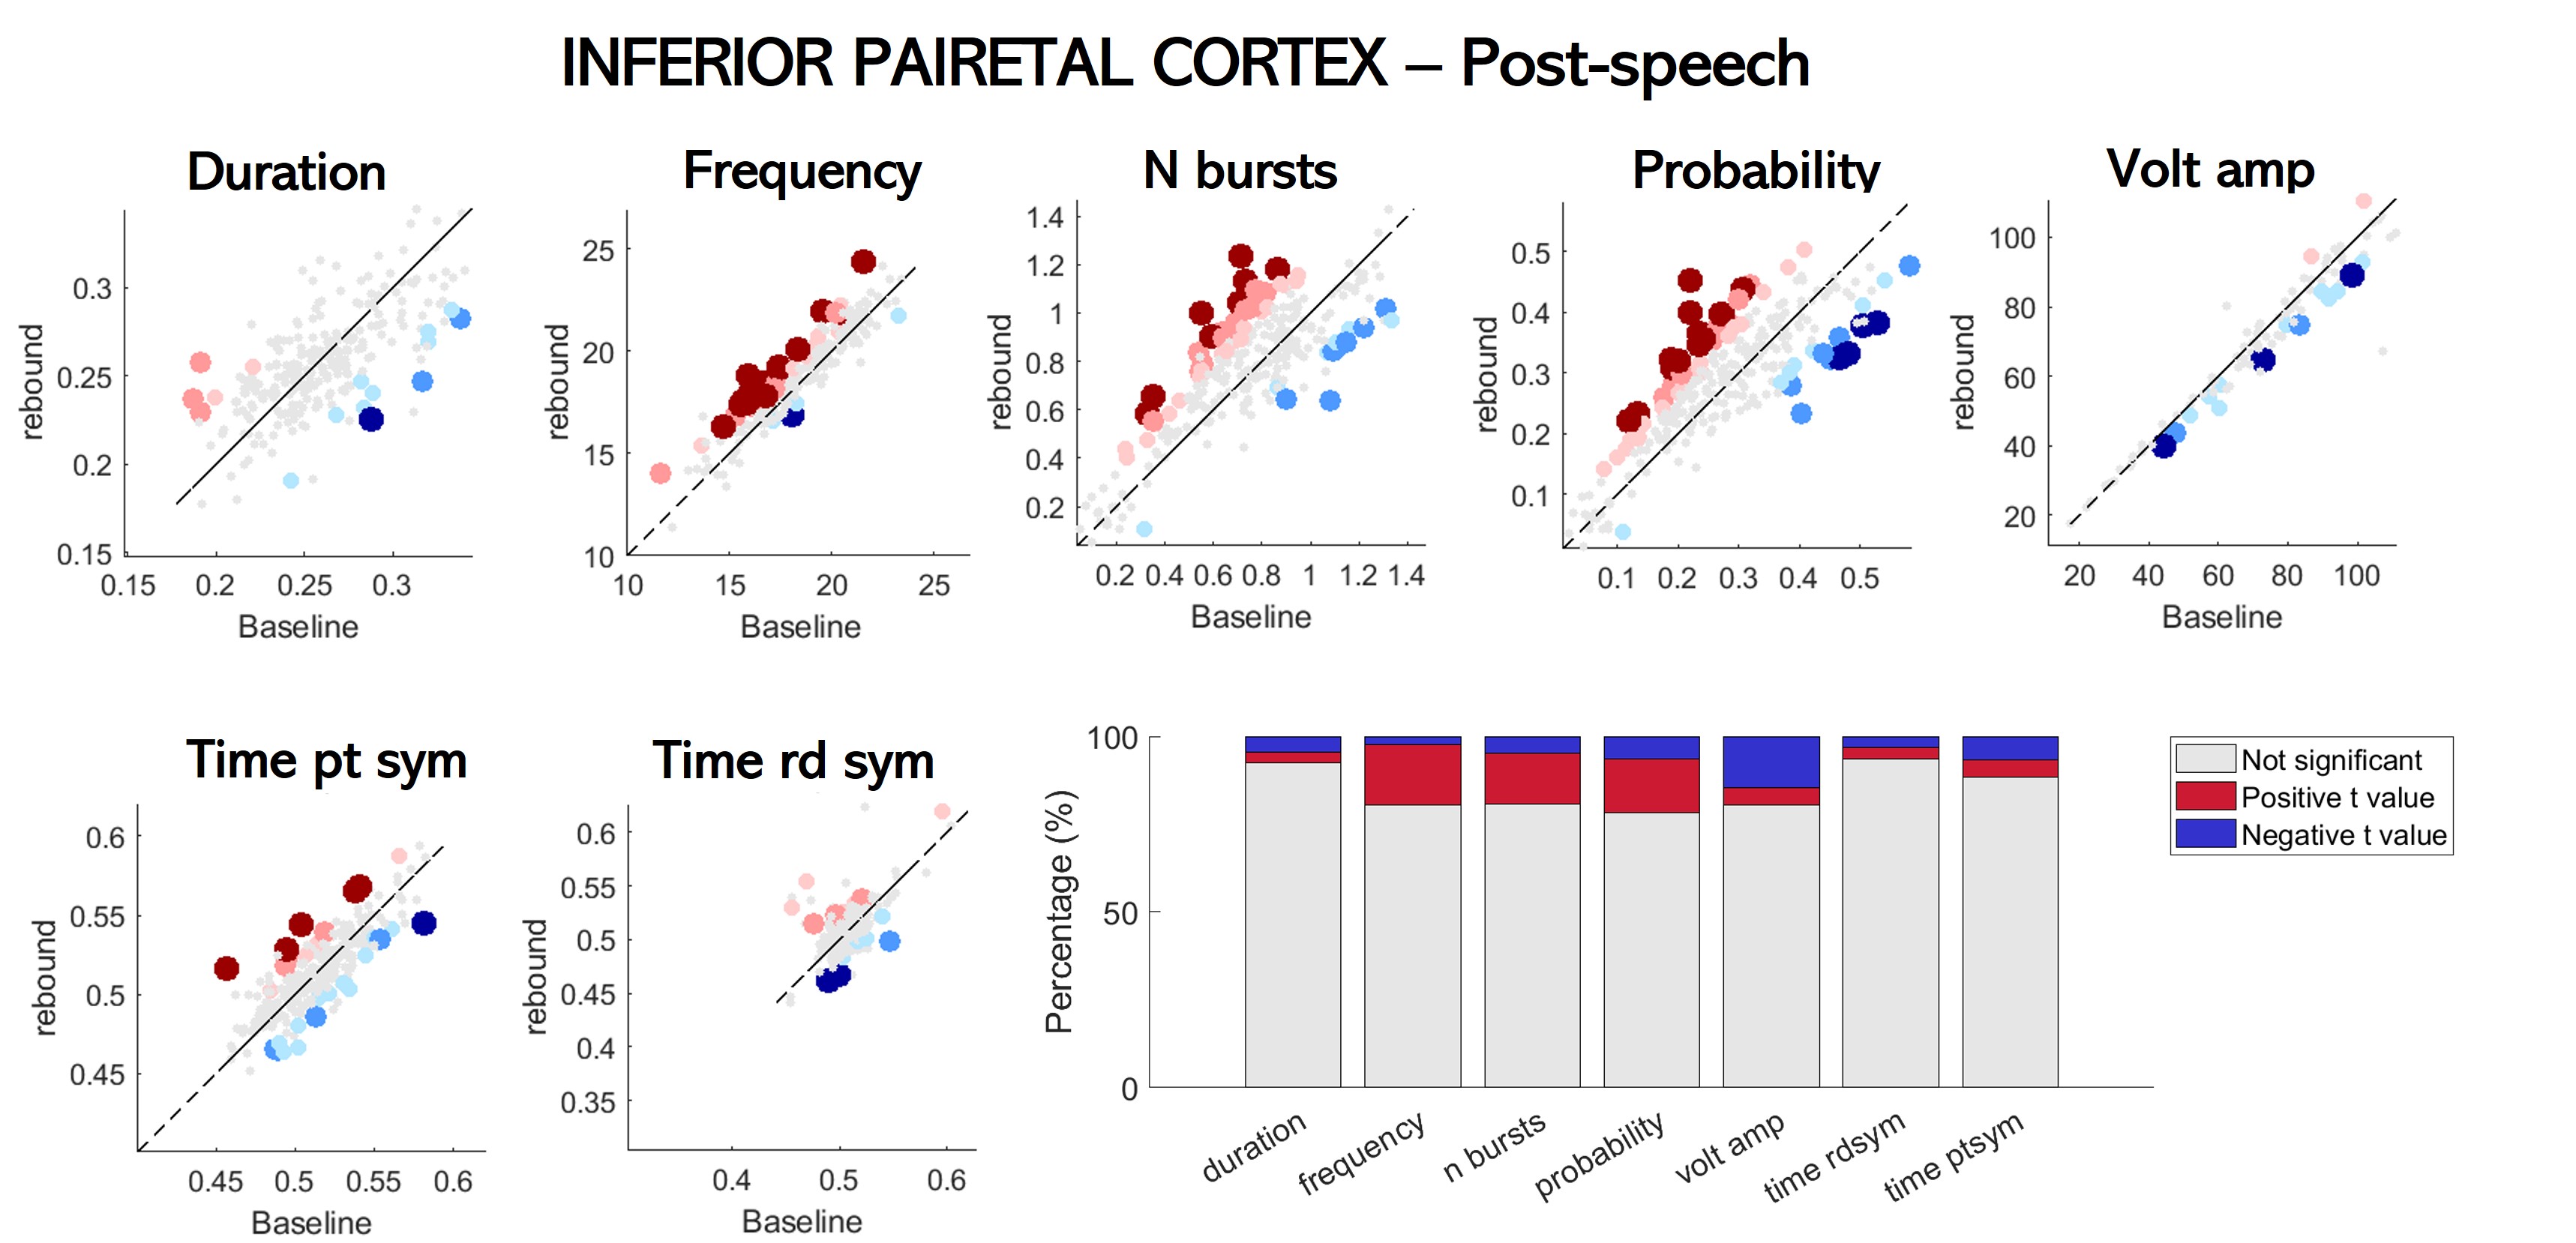 INFERIOR PAIRETAL CORTEX – Post-speech
Duration
Frequency
N bursts
Probability
Volt amp
rebound
0.3
0.25
0.2
0.15
0.15 0.2 0.25 0.3
Baseline
rebound
25
20
15
10
10 15 20 25
Baseline
rebound
1.4
1.2
1
0.8
0.6
0.4
0.2
0.2 0.4 0.6 0.8 1 1.2 1.4
Baseline
rebound
0.5
0.4
0.3
0.2
0.1
0.1 0.2 0.3 0.4 0.5
rebound
100
80
60
40
20
20 40 60 80 100
Baseline
Time pt sym
Time rd sym
rebound
0.6
0.55
0.5
0.45
0.45 0.5 0.55 0.6
Baseline
rebound
0.6
0.55
0.5
0.45
0.4
0.35
0.4 0.5 0.6
Baseline
Percentage (%)
100
50
0
duration
frequency
n bursts
probability
volt amp
time rdsym
time ptsym
Not significant
Positive t value
Negative t value